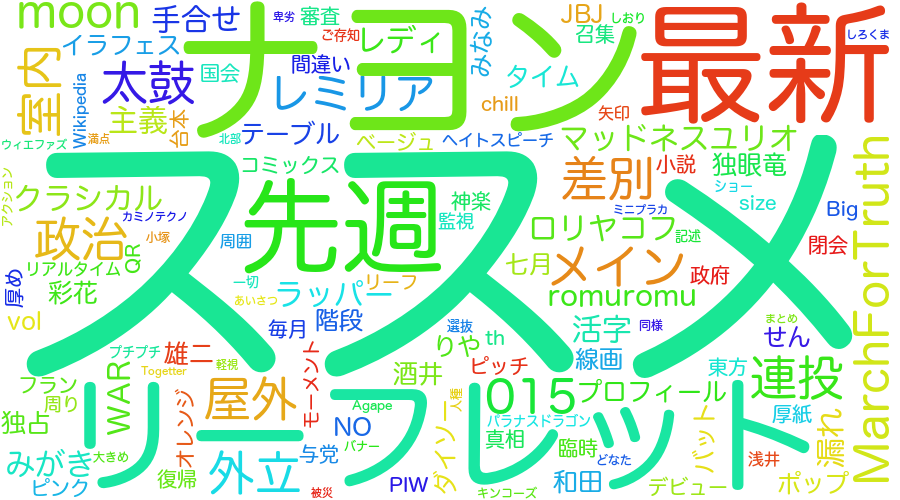 moon
手合せ
卑劣
審査
JBJ
しおり
イラフェス
ナヨン
レディ
ご存知
召集
みなみ
最新
しろくま
室内
Wikipedia
太鼓
国会
間違い
レミリア
タイム
chill
矢印
主義
台本
北部
満点
テーブル
ベージュ
ヘイトスピーチ
マッドネスユリオ
ウィエファズ
ススメ
コミックス
先週
神楽
監視
差別
小説
独眼竜
ショー
アクション
クラシカル
カミノテクノ
政治
小塚
周囲
ミニブラカ
size
Big
ロリヤコフ
記述
閉会
MarchForTruth
QR
リアルタイム
厚め
彩花
一切
あいさつ
ラッパー
リーフ
七月
メイン
政府
romuromu
vol
毎月
階段
選抜
りや
th
活字
同様
まとめ
せん
プチプチ
雄二
軽視
モーメント
Togetter
酒井
ピッチ
線画
東方
連投
フラン
周り
WAR
オレンジ
屋外
リーフレット
015
プロフィール
厚紙
独占
Agape
NO
バナー
ダイソー
人種
パラナスドラゴン
真相
臨時
バット
漏れ
みがき
大きめ
復帰
外立
与党
どなた
浅井
ピンク
被災
PIW
キンコーズ
和田
デビュー
ポップ